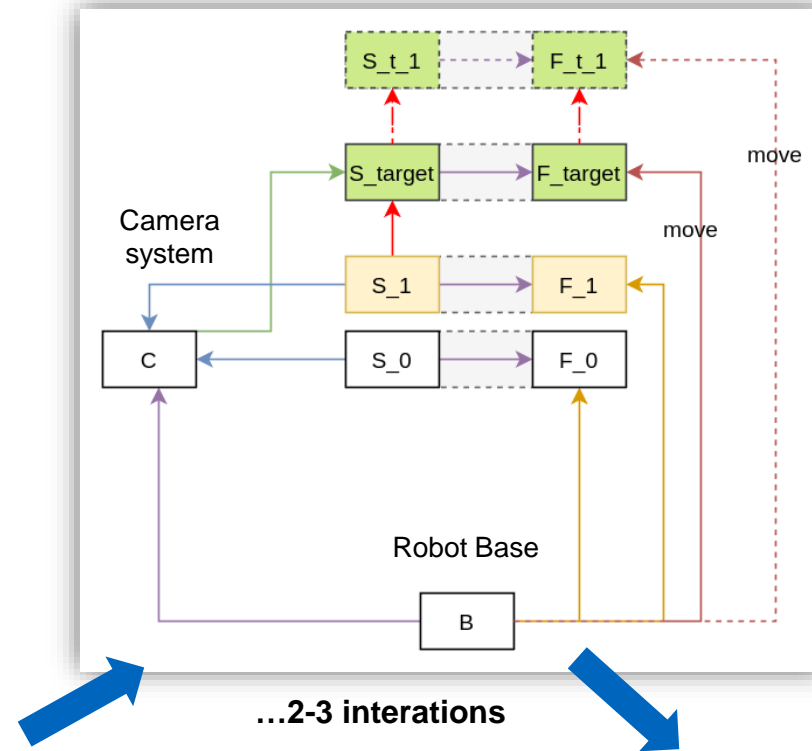 S_t_1
F_t_1
move
S_target
F_target
move
Camera
system
S_1
F_1
C
S_0
F_0
Robot Base
B
...2-3 interations